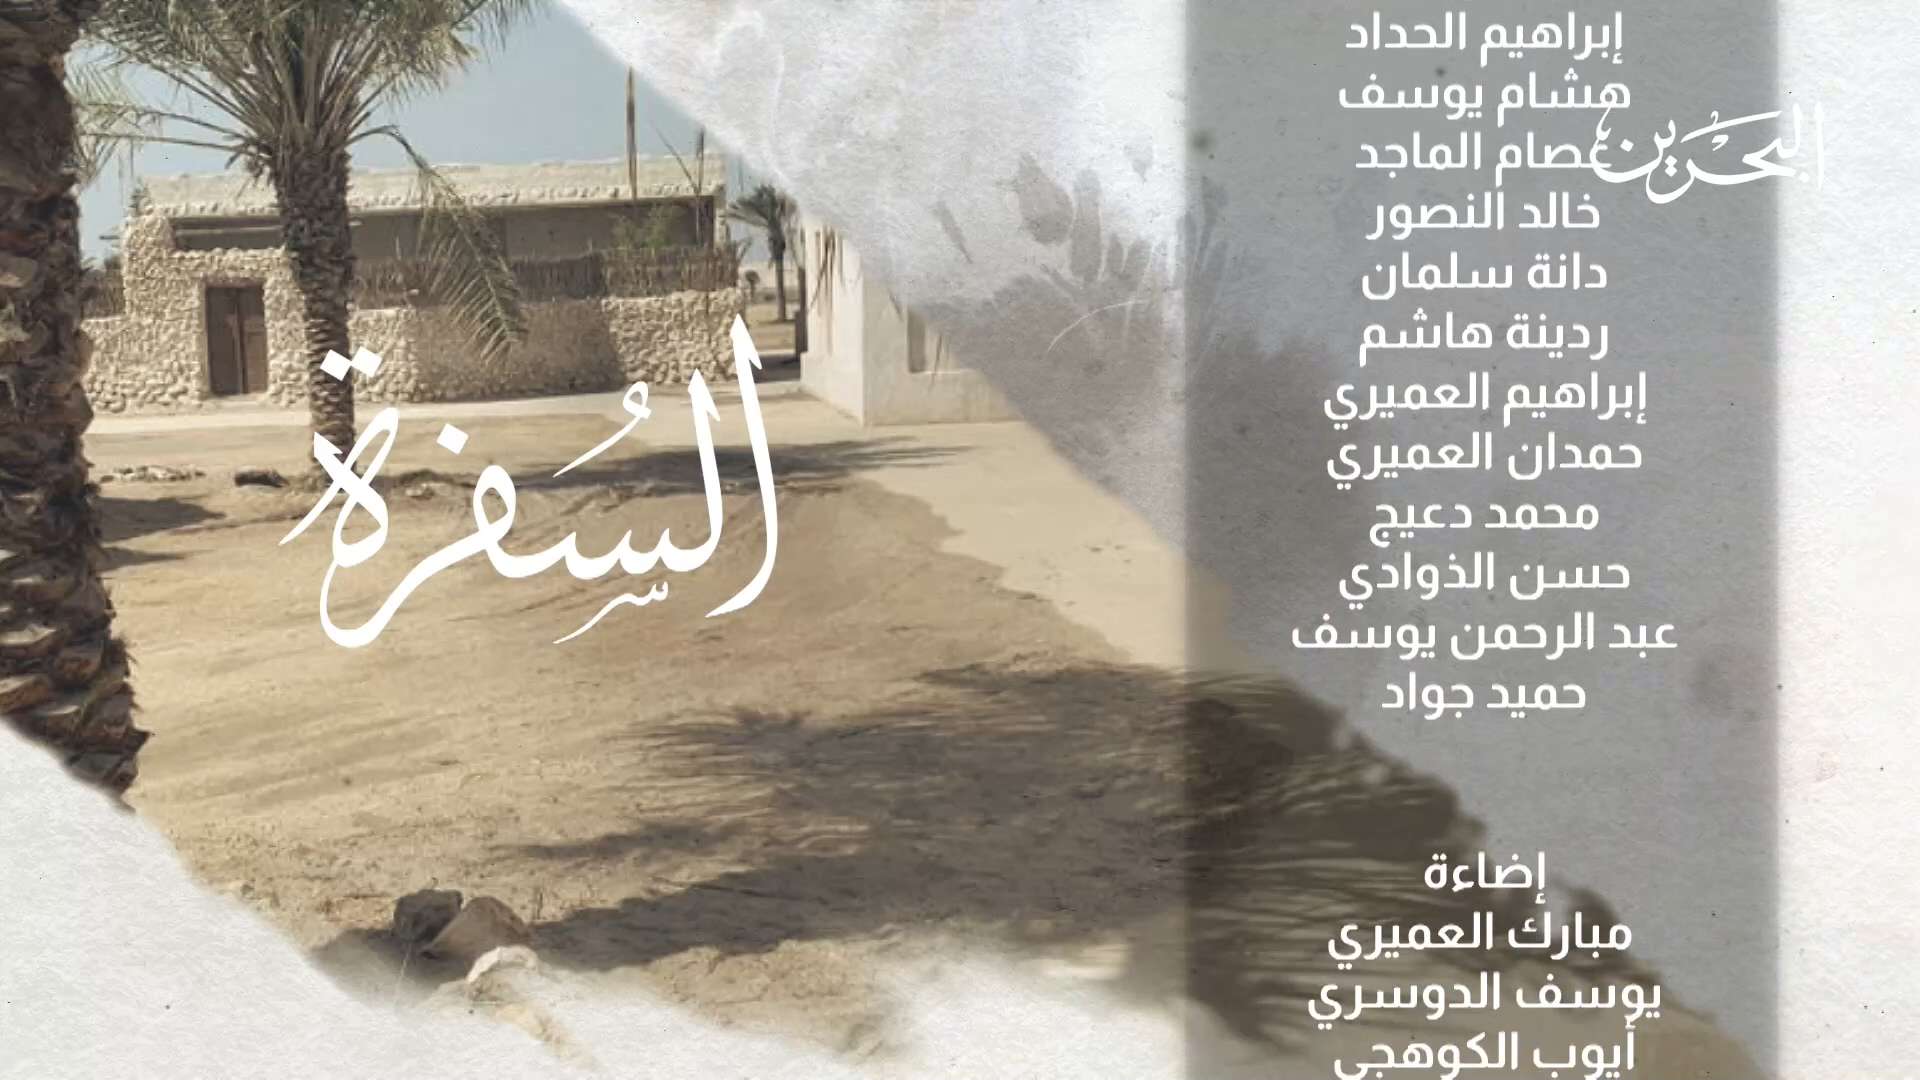 إبراهيم الحداد
هشام يوسف
عصام الماجد
البحرين
خالد النصور
دانة سلمان
ردينة هاشم
إبراهيم العميري
حمدان العميري
محمد دعيج
حسن الذوادي
عبد الرحمن يوسف
حميد جواد
السُفرة
إضاءة
مبارك العميري
يوسف الدوسري
أيوب الكوهجي